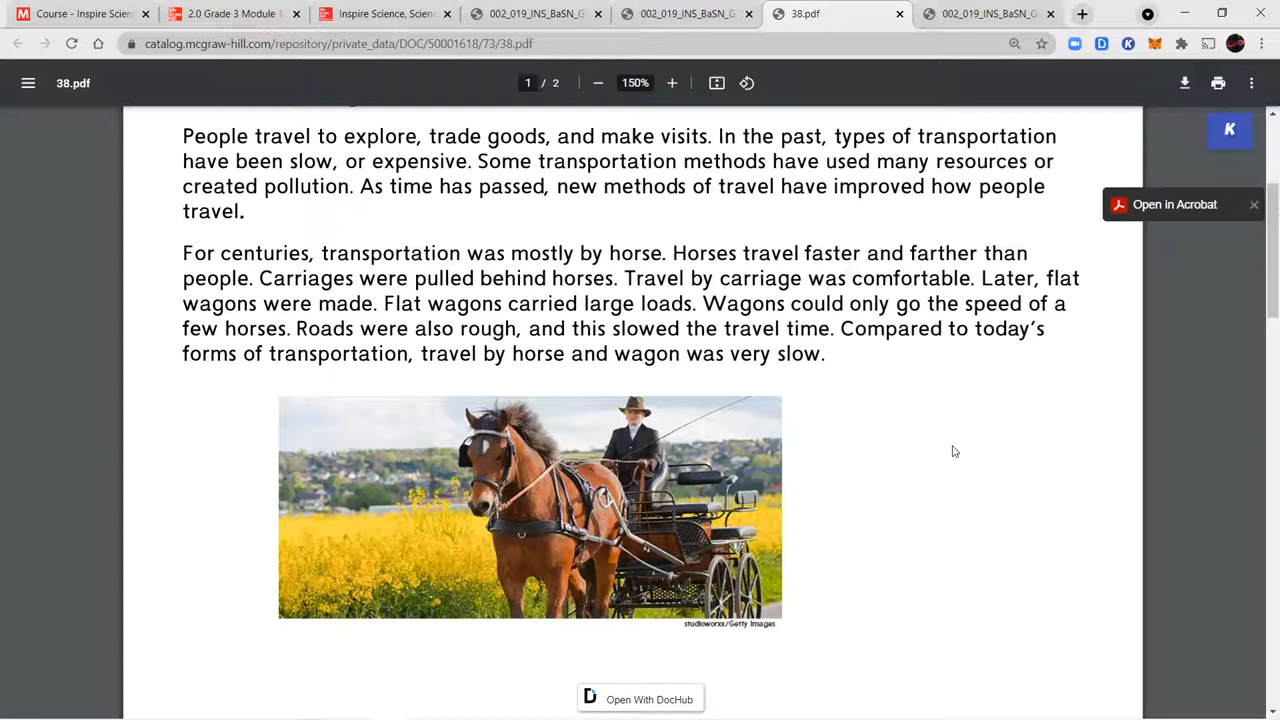 Course - Inspire Scien
2.0 Grade 3 Module 1
Inspire Science, Scien
002_019_INS_BaSN_G
002_019_INS_BaSN_G
38.pdf
002_019_INS_BaSN_G
catalog.mcgraw-hill.com/repository/private_data/DOC/50001618/73/38.pdf
38.pdf
1 / 2
150%
K
Open in Acrobat
People travel to explore, trade goods, and make visits. In the past, types of transportation
have been slow, or expensive. Some transportation methods have used many resources or
created pollution. As time has passed, new methods of travel have improved how people
travel.
For centuries, transportation was mostly by horse. Horses travel faster and farther than
people. Carriages were pulled behind horses. Travel by carriage was comfortable. Later, flat
wagons were made. Flat wagons carried large loads. Wagons could only go the speed of a
few horses. Roads were also rough, and this slowed the travel time. Compared to today's
forms of transportation, travel by horse and wagon was very slow.
studioworxx/Getty Images
Open With DocHub